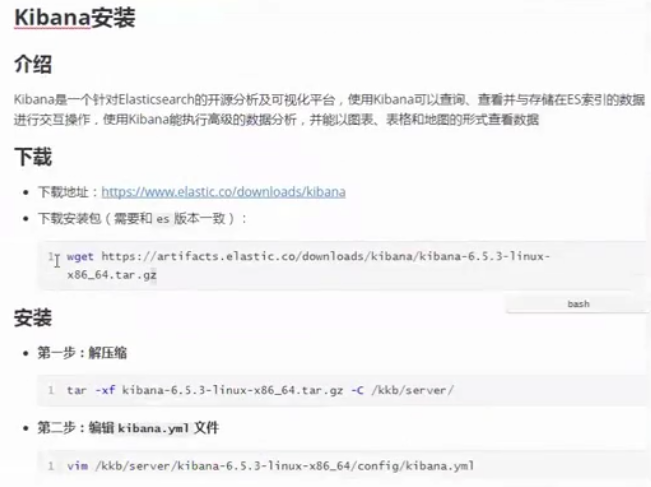 Kibana安装
介绍
Kibana是一个针对Elasticsearch的开源分析及可视化平台，使用Kibana可以查询、查看并与存储在ES索引的数据
进行交互操作，使用Kibana能执行高级的数据分析，并能以图表、表格和地图的形式查看数据
下载
• 下载地址：https://www.elastic.co/downloads/kibana
• 下载安装包（需要和 es 版本一致）：
1 wget https://artifacts.elastic.co/downloads/kibana/kibana-6.5.3-linux-
x86_64.tar.gz
bash
安装
• 第一步：解压缩
1 tar -xf kibana-6.5.3-linux-x86_64.tar.gz -C /kkb/server/
• 第二步：编辑 kibana.yml 文件
1 vim /kkb/server/kibana-6.5.3-linux-x86_64/config/kibana.yml